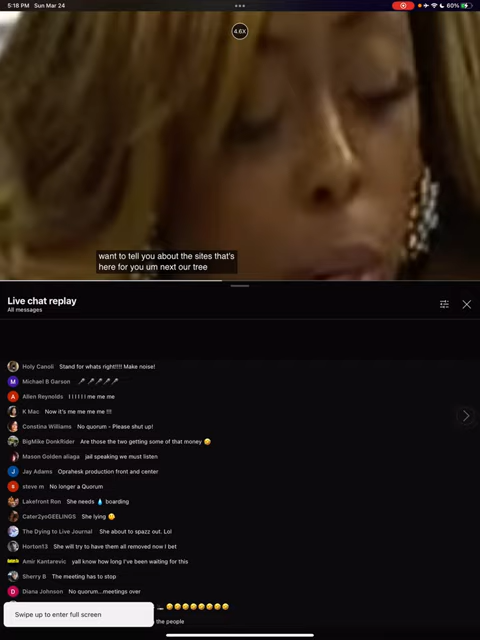 5:18 PM Sun Mar 24
60%
4.6X
want to tell you about the sites that's
here for you um next our tree
Live chat replay
All messages
Holy Canoli Stand for whats right!!!! Make noise!
M Michael B Garson
A Allen Reynolds I I I I I I me me me
K Mac Now it's me me me me !!!
Constina Williams No quorum - Please shut up!
BigMike DonkRider Are those the two getting some of that money 🤣
Mason Golden aliaga jail speaking we must listen
J Jay Adams Oprahesk production front and center
steve m No longer a Quorum
Lakefront Ron She needs 💧 boarding
Cater2yoGEELINGS She lying
The Dying to Live Journal She about to spazz out. Lol
Horton13 She will try to have them all removed now I bet
Amir Kantarevic yall know how long I've been waiting for this
Sherry B The meeting has to stop
D Diana Johnson No quorum...meetings over
🤣🤣🤣🤣🤣🤣🤣🤣
Swipe up to enter full screen
the people